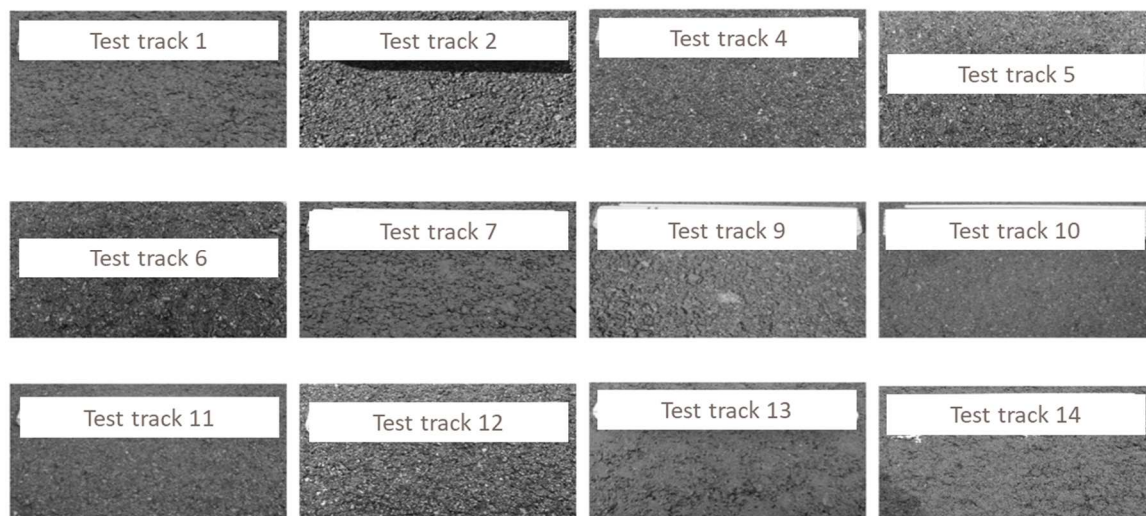 Test track 1
Test track 2
Test track 4
Test track 5
Test track 6
Test track 7
Test track 9
Test track 10
Test track 11
Test track 12
Test track 13
Test track 14